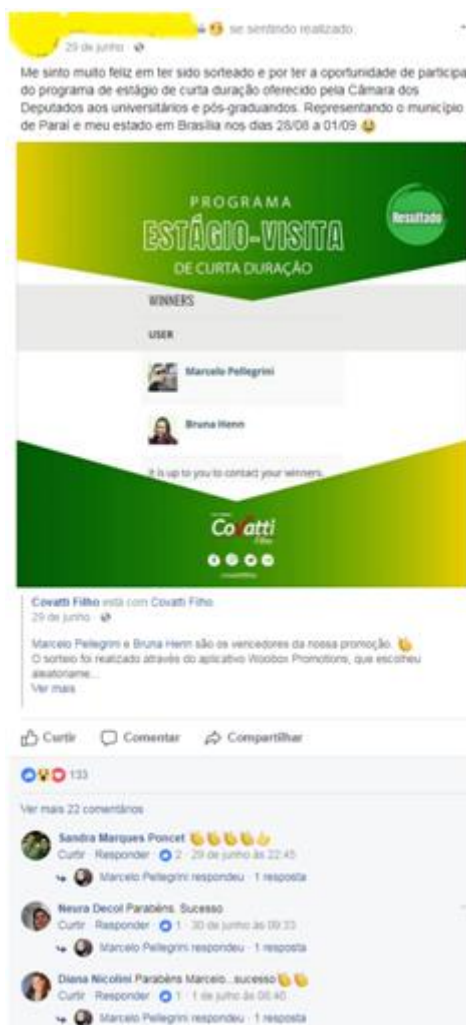 se sentindo realizado.
29 de junho ·
Me sinto muito feliz em ter sido sorteado e por ter a oportunidade de participa
do programa de estágio de curta duração oferecido pela Câmara dos
Deputados aos universitários e pós-graduandos. Representando o município
de Paraí e meu estado em Brasília nos dias 28/08 a 01/09
PROGRAMA
ESTÁGIO-VISITA
DE CURTA DURAÇÃO
Resultado
WINNERS
USER
Marcelo Pellegrini
Bruna Henn
It is up to you to contact your winners.
Covatti
Filho
Covatti Filho está com Covatti Filho.
29 de junho ·
Marcelo Pellegrini e Bruna Henn são os vencedores da nossa promoção.
O sorteio foi realizado através do aplicativo Woobox Promotions, que escolheu
aleatoriame...
Ver mais
Curtir Comentar Compartilhar
133
Ver mais 22 comentários
Sandra Marques Poncet
Curtir · Responder · 2 · 29 de junho às 22:45
Marcelo Pellegrini respondeu · 1 resposta
Neura Decol Parabéns. Sucesso
Curtir · Responder · 1 · 30 de junho às 09:33
Marcelo Pellegrini respondeu · 1 resposta
Diana Nicolini Parabéns Marcelo...sucesso
Curtir · Responder · 1 · 1 de julho às 06:40
Marcelo Pellegrini respondeu · 1 resposta